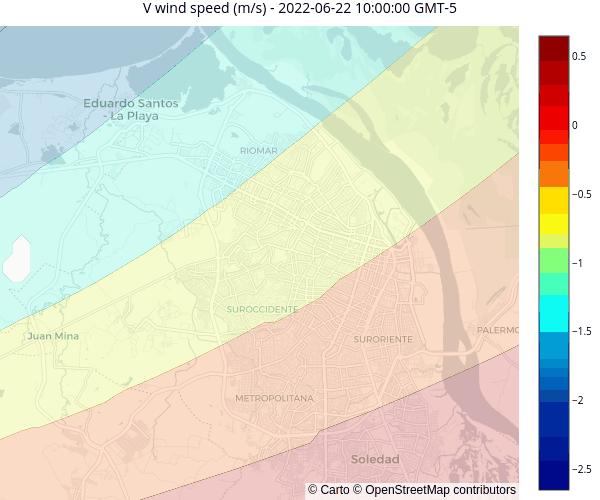 V wind speed (m/s) - 2022-06-22 10:00:00 GMT-5
Eduardo Santos
- La Playa
RIOMAR
SUROCCIDENTE
Juan Mina
SURORIENTE
PALERMO
METROPOLITANA
Soledad
© Carto © OpenStreetMap contributors
0.5
0
−0.5
−1
−1.5
−2
−2.5